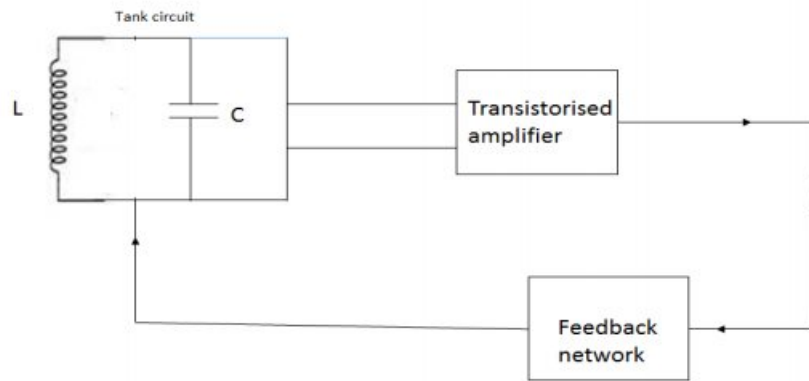 Tank circuit
L
C
Transistorised
amplifier
Feedback
network